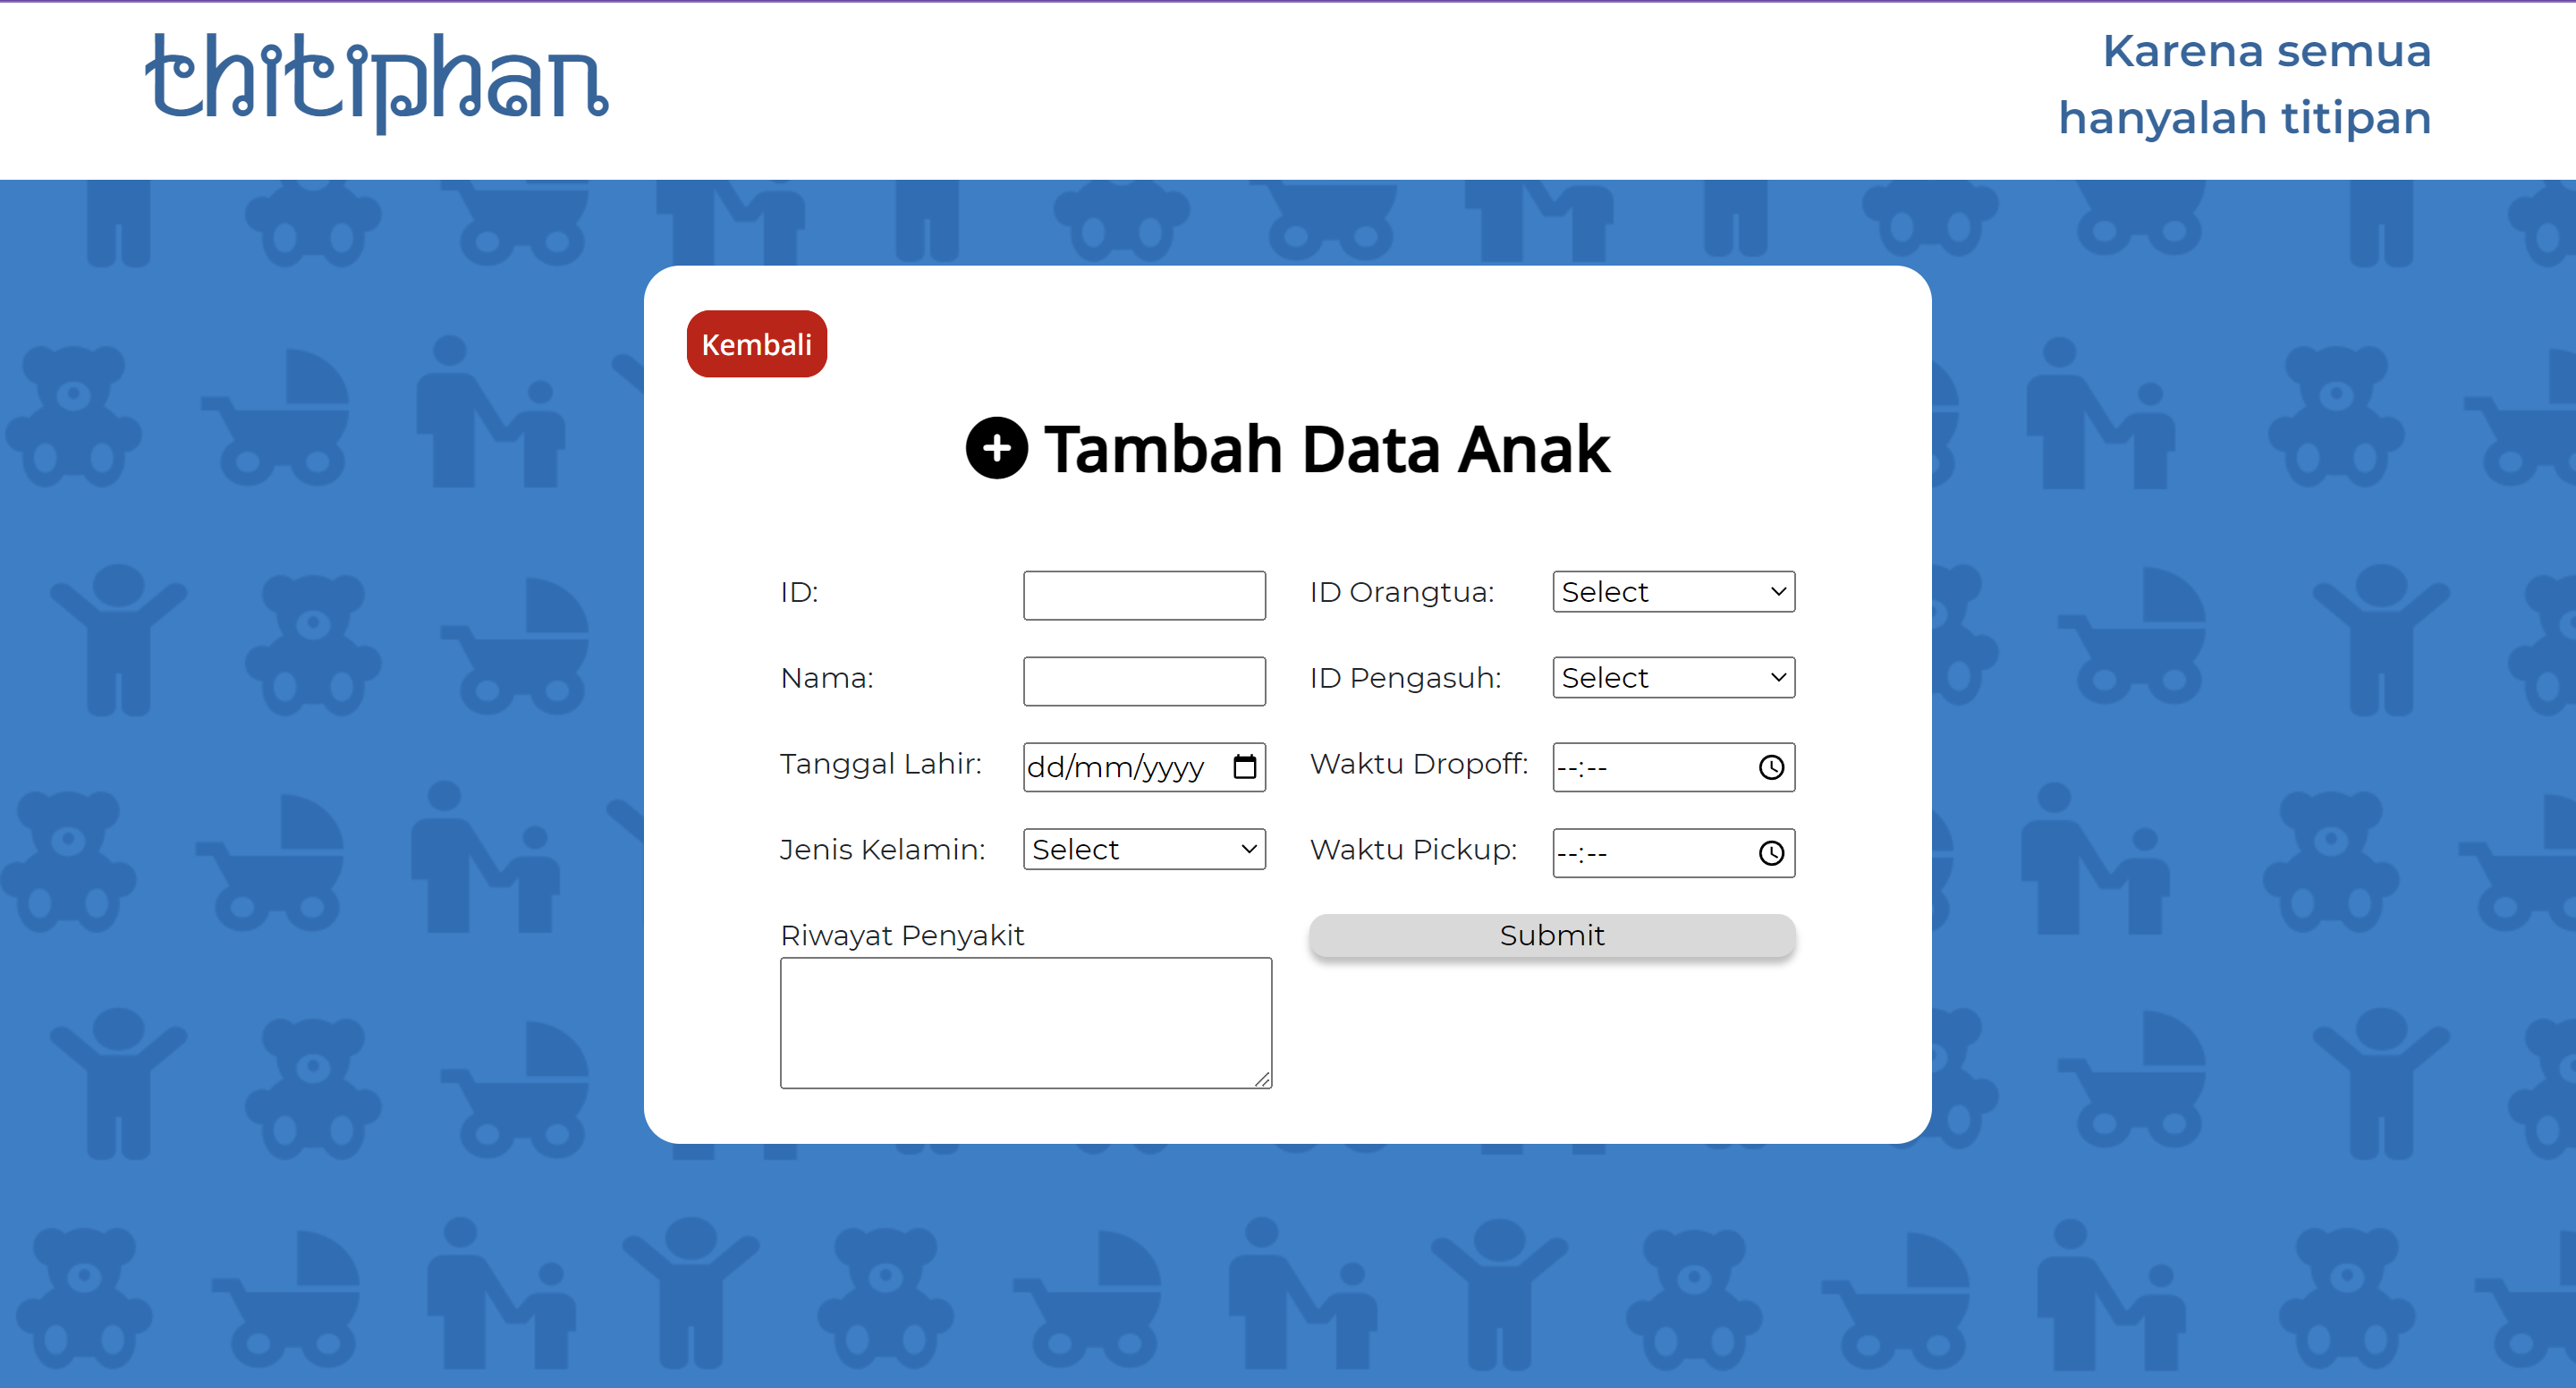 thitiphan
Karena semua
hanyalah titipan
Kembali
Tambah Data Anak
ID:
ID Orangtua: Select
Nama:
ID Pengasuh: Select
Tanggal Lahir: dd/mm/yyyy
Waktu Dropoff: --:--
Jenis Kelamin: Select
Waktu Pickup: --:--
Riwayat Penyakit
Submit